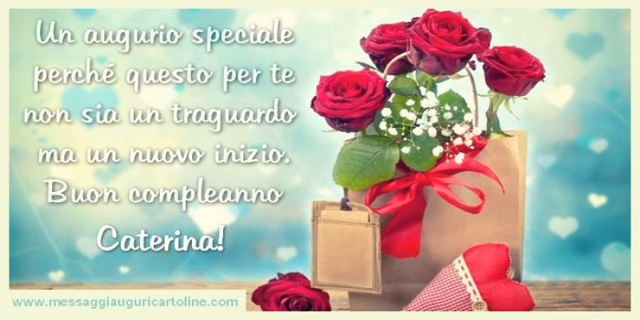 Un augurio speciale
perché questo per te
non sia un traguardo
ma un nuovo inizio.
Buon compleanno
Caterina!
www.messaggiauguricartoline.com